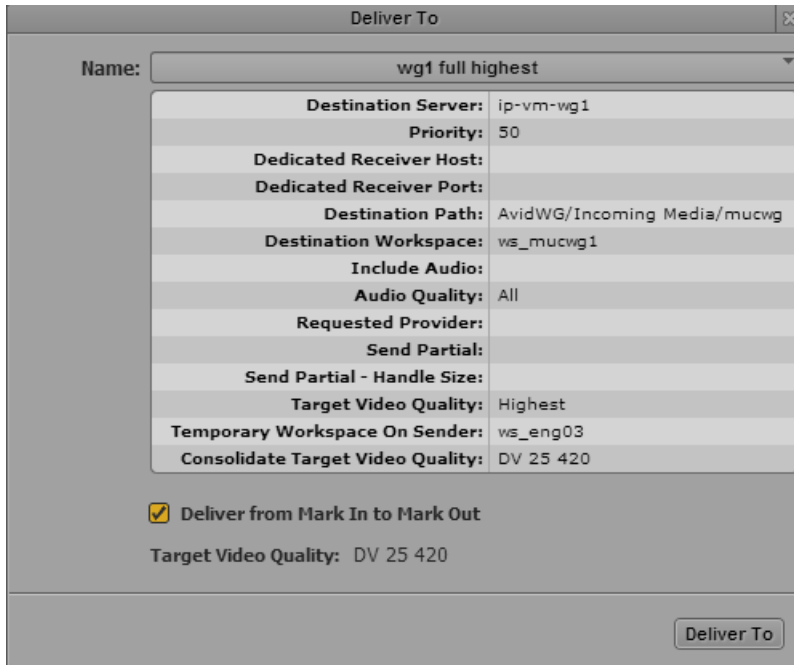 Deliver To
Name: wg1 full highest
Destination Server: ip-vm-wg1
Priority: 50
Dedicated Receiver Host:
Dedicated Receiver Port:
Destination Path: AvidWG/Incoming Media/mucwg
Destination Workspace: ws_mucwg1
Include Audio:
Audio Quality: All
Requested Provider:
Send Partial:
Send Partial - Handle Size:
Target Video Quality: Highest
Temporary Workspace On Sender: ws_eng03
Consolidate Target Video Quality: DV 25 420
Deliver from Mark In to Mark Out
Target Video Quality: DV 25 420
Deliver To